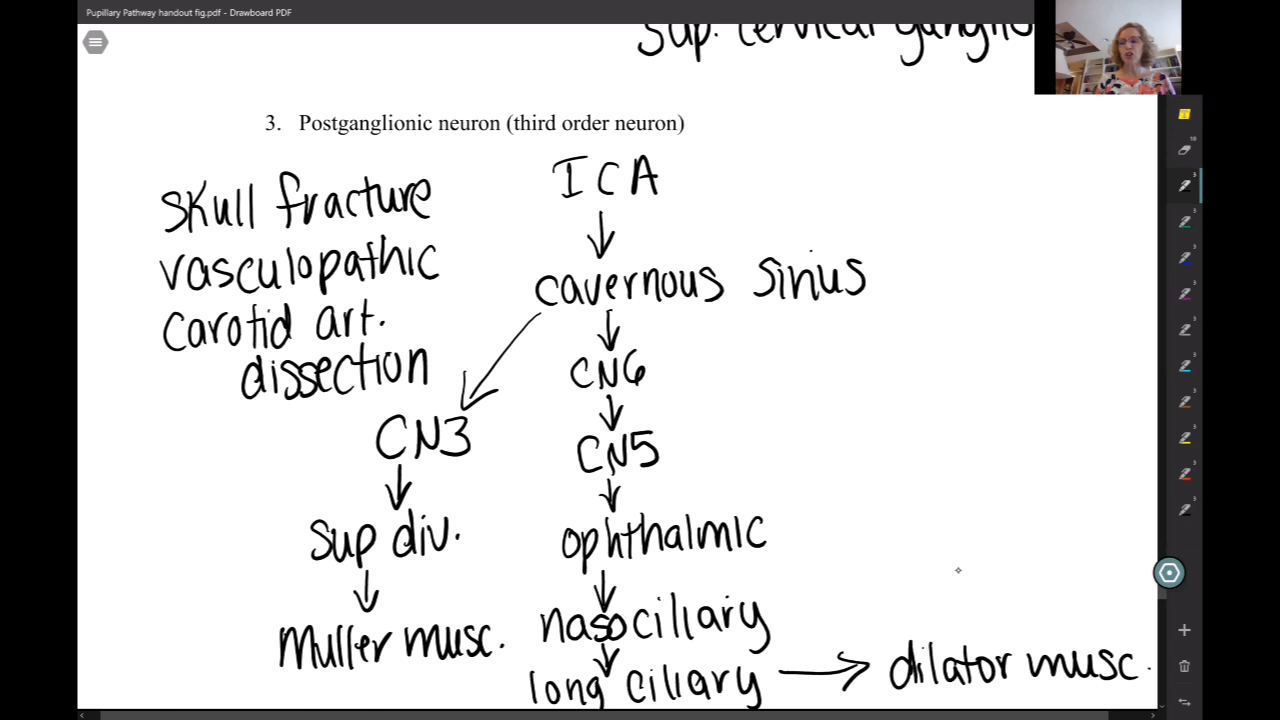 Pupillary Pathway handout fig.pdf - Drawboard PDF
Sup. cervical ganglio
3. Postganglionic neuron (third order neuron)
ICA
skull fracture
vasculopathic
cavernous sinus
carotid art.
dissection
CN6
CN3
CN5
Sup div.
ophthalmic
nasociliary
Muller musc.
long ciliary → dilator musc.